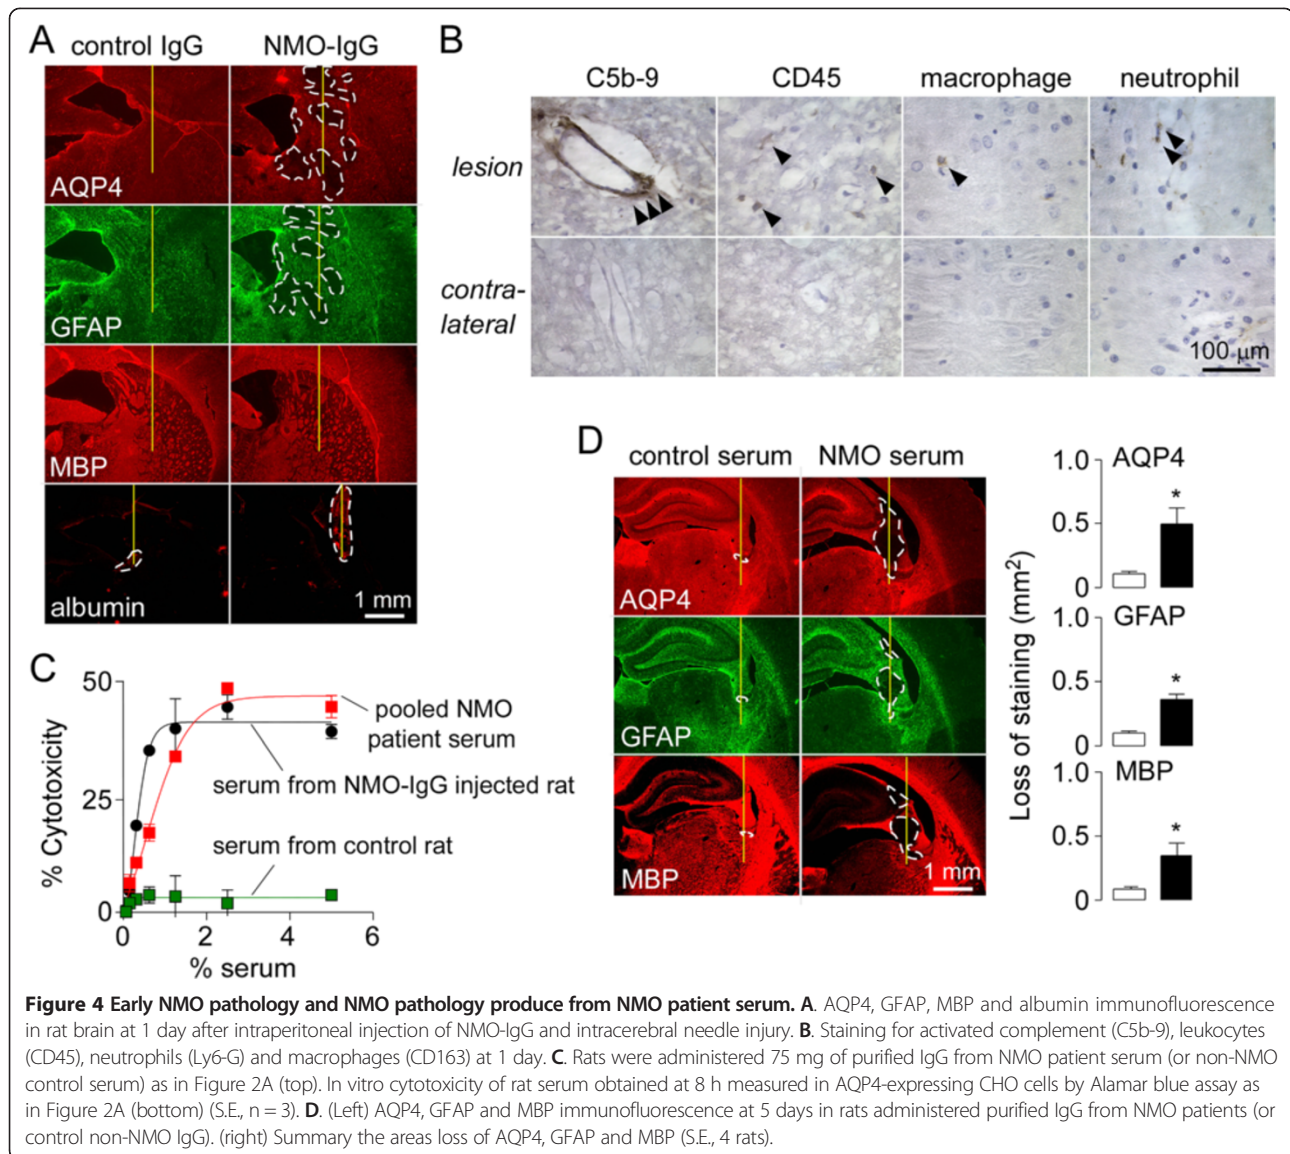 A
control IgG NMO-IgG
AQP4
GFAP
MBP
albumin
1 mm
B
C5b-9 CD45 macrophage neutrophil
lesion
contra-
lateral
100 µm
C
% Cytotoxicity
50
25
0
0 2 4 6
% serum
pooled NMO
patient serum
serum from NMO-IgG injected rat
serum from control rat
D
control serum NMO serum
AQP4
GFAP
MBP
1 mm
Loss of staining (mm²)
1.0 AQP4
*
0.5
0
1.0 GFAP
*
0.5
0
1.0 MBP
*
0.5
0
Figure 4 Early NMO pathology and NMO pathology produce from NMO patient serum. A. AQP4, GFAP, MBP and albumin immunofluorescence
in rat brain at 1 day after intraperitoneal injection of NMO-IgG and intracerebral needle injury. B. Staining for activated complement (C5b-9), leukocytes
(CD45), neutrophils (Ly6-G) and macrophages (CD163) at 1 day. C. Rats were administered 75 mg of purified IgG from NMO patient serum (or non-NMO
control serum) as in Figure 2A (top). In vitro cytotoxicity of rat serum obtained at 8 h measured in AQP4-expressing CHO cells by Alamar blue assay as
in Figure 2A (bottom) (S.E., n = 3). D. (Left) AQP4, GFAP and MBP immunofluorescence at 5 days in rats administered purified IgG from NMO patients (or
control non-NMO IgG). (right) Summary the areas loss of AQP4, GFAP and MBP (S.E., 4 rats).